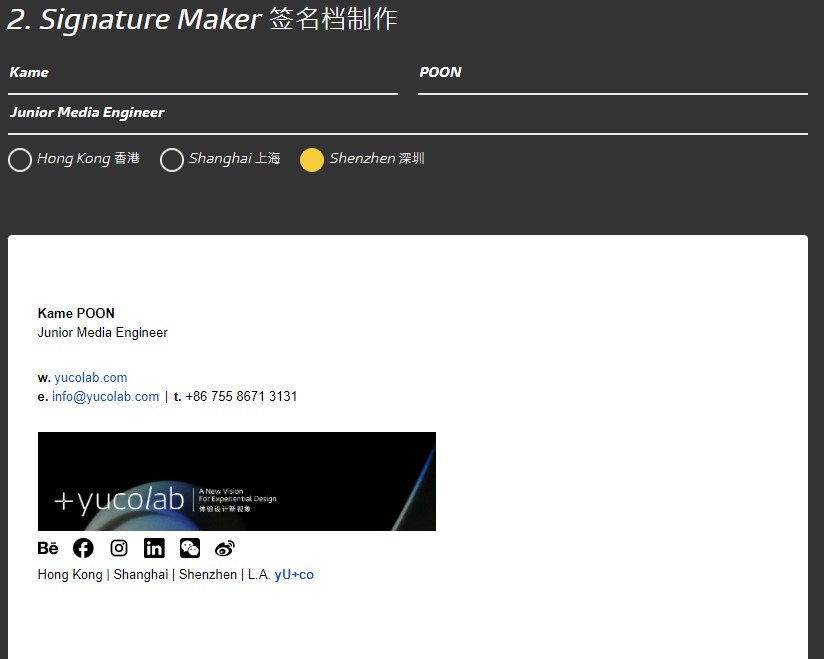 2. Signature Maker 签名档制作
Kame
POON
Junior Media Engineer
Hong Kong 香港 Shanghai 上海 Shenzhen 深圳
Kame POON
Junior Media Engineer
w. yucolab.com
e. info@yucolab.com | t. +86 755 8671 3131
+yucolab
A New Vision
For Experiential Design
体验设计新视象
Bē
Hong Kong | Shanghai | Shenzhen | L.A. yU+co